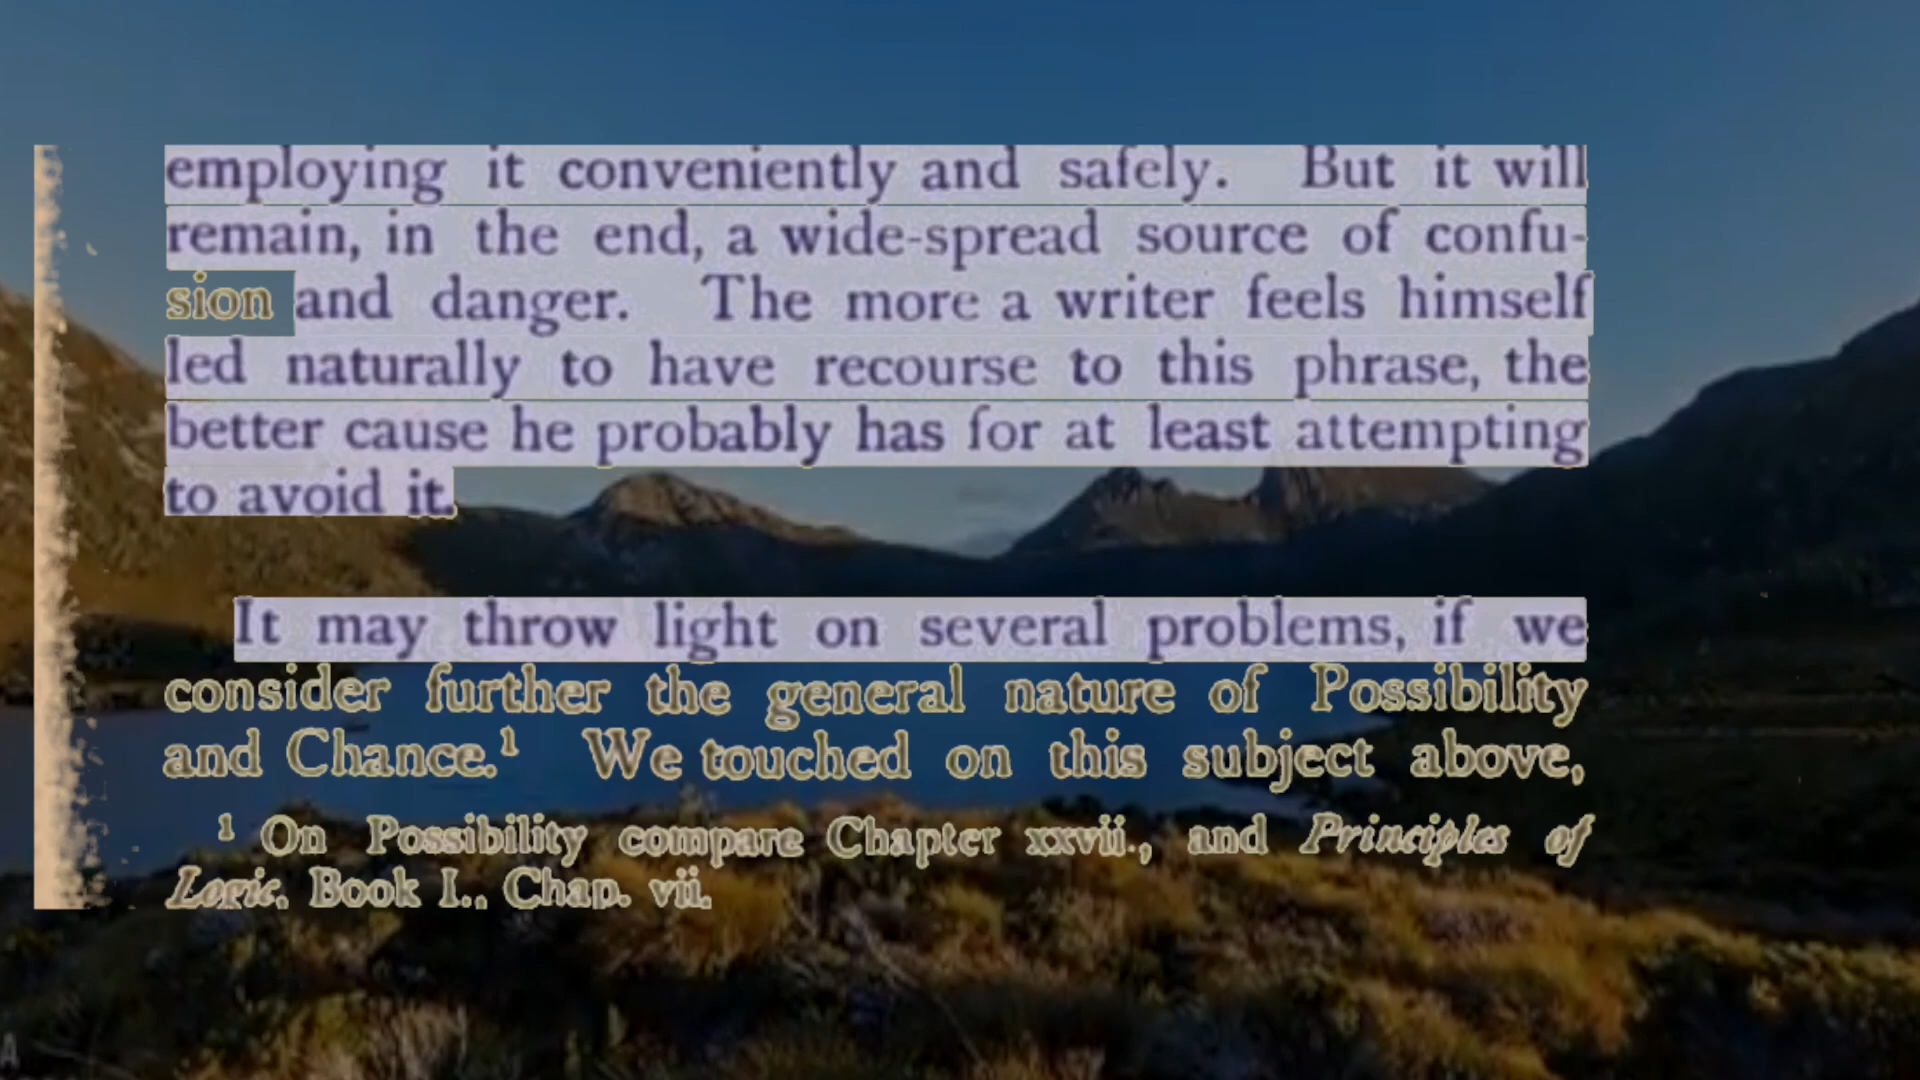 employing it conveniently and safely. But it will
remain, in the end, a wide-spread source of confu-
sion and danger. The more a writer feels himself
led naturally to have recourse to this phrase, the
better cause he probably has for at least attempting
to avoid it.
It may throw light on several problems, if we
consider further the general nature of Possibility
and Chance.¹ We touched on this subject above,
¹ On Possibility compare Chapter xxvii., and Principles of
Logic, Book I., Chap. vii.
A